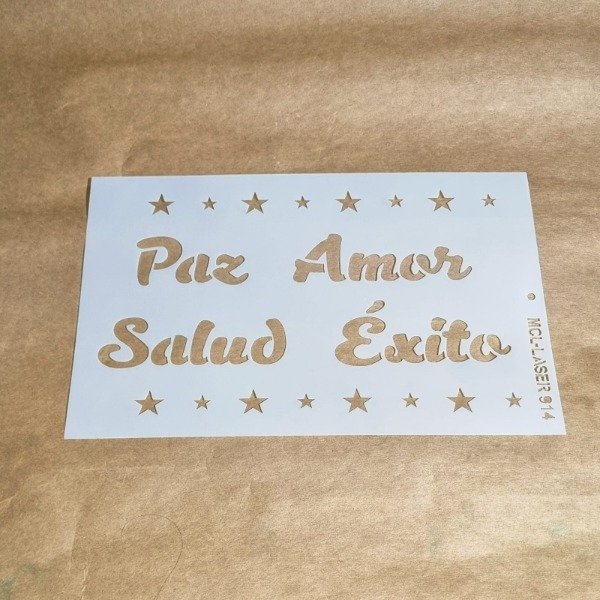 Paz Amor
Salud Éxito
MCL-LASER 914